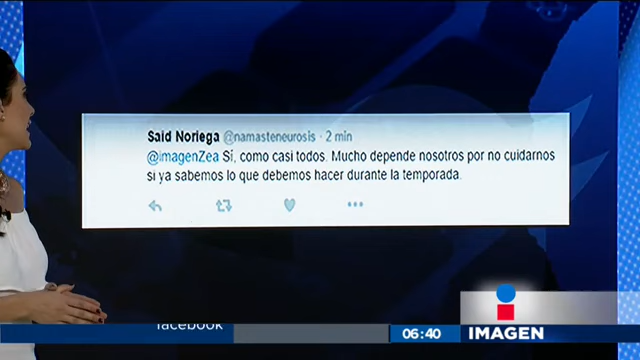 Said Noriega @namasteneurosis · 2 min
@imagenZea Sí, como casi todos. Mucho depende nosotros por no cuidarnos
si ya sabemos lo que debemos hacer durante la temporada.
facebook
06:40
IMAGEN